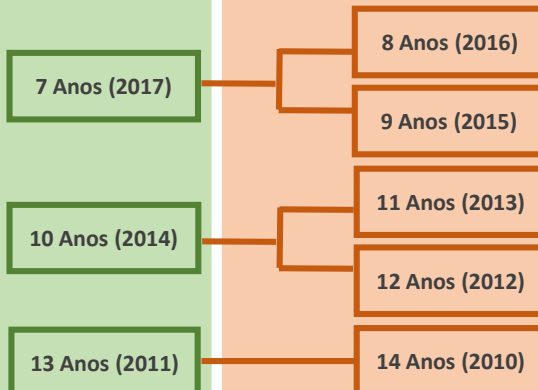 7 Anos (2017)
8 Anos (2016)
9 Anos (2015)
10 Anos (2014)
11 Anos (2013)
12 Anos (2012)
13 Anos (2011)
14 Anos (2010)